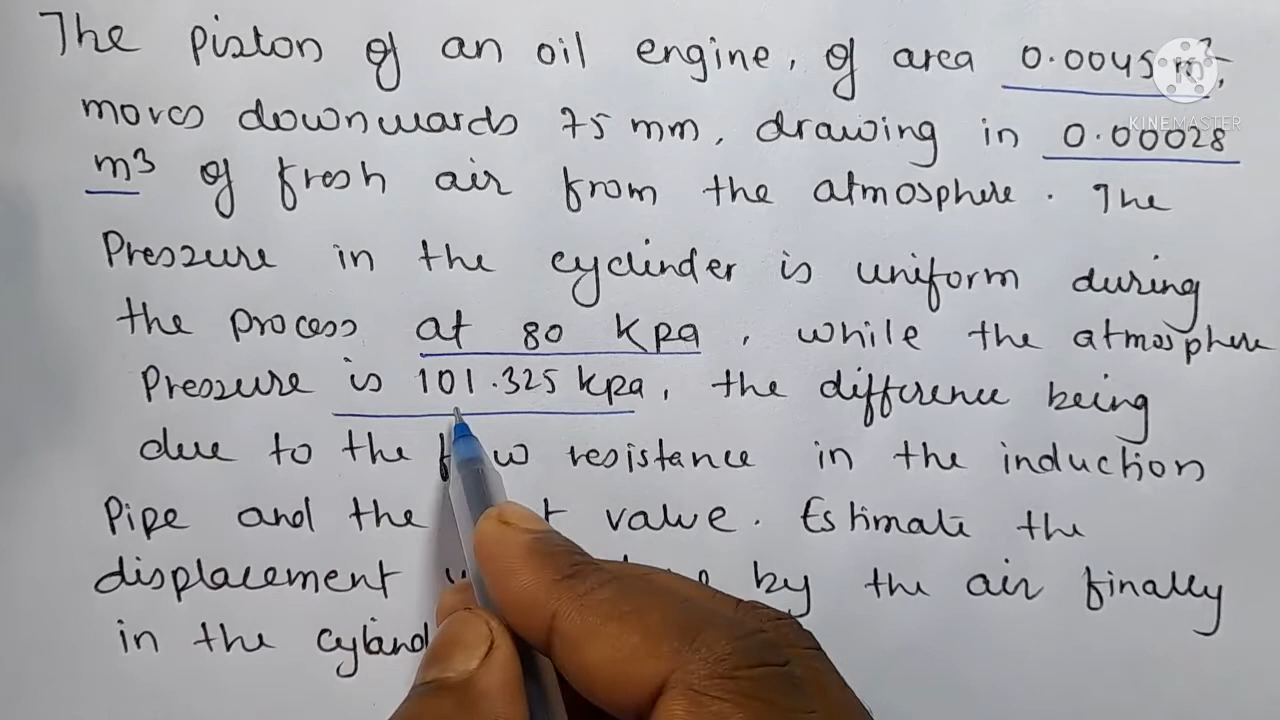 The piston of an oil engine, of area 0.0045 m²,
moves downwards 75 mm, drawing in 0.00028
m³ of fresh air from the atmosphere. The
Pressure in the cyclinder is uniform during
the process at 80 kpa, while the atmosphere
Pressure is 101.325 kpa, the difference being
due to the resistance in the induction
Pipe and the valve. Estimate the
displacement by the air finally
in the
KINEMASTER